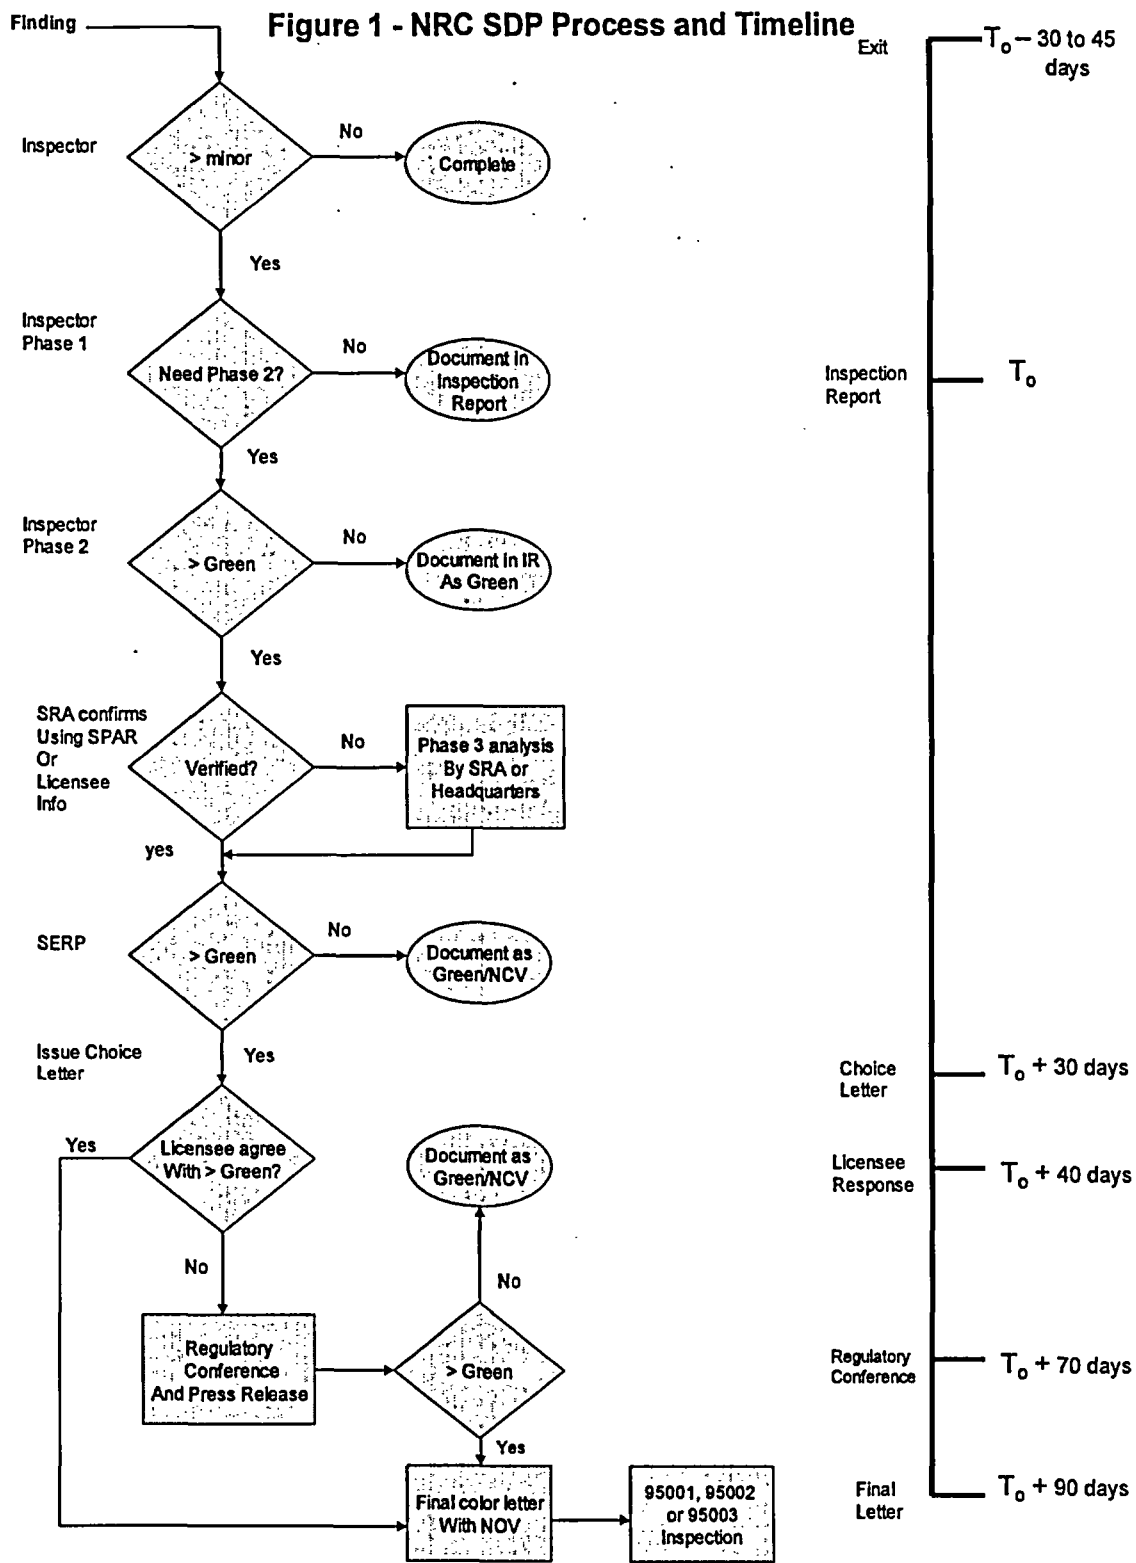 Finding
Figure 1 - NRC SDP Process and Timeline
Inspector
> minor
No
Complete
Yes
Inspector
Phase 1
Need Phase 2?
No
Document in
Inspection
Report
Yes
Inspector
Phase 2
> Green
No
Document in IR
As Green
Yes
SRA confirms
Using SPAR
Or
Licensee
Info
Verified?
No
Phase 3 analysis
By SRA or
Headquarters
yes
SERP
> Green
No
Document as
Green/NCV
Issue Choice
Letter
Yes
Yes
Licensee agree
With > Green?
Document as
Green/NCV
No
No
Regulatory
Conference
And Press Release
> Green
Yes
Final color letter
With NOV
95001, 95002
or 95003
Inspection
Exit
To – 30 to 45
days
Inspection
Report
To
Choice
Letter
To + 30 days
Licensee
Response
To + 40 days
Regulatory
Conference
To + 70 days
Final
Letter
To + 90 days